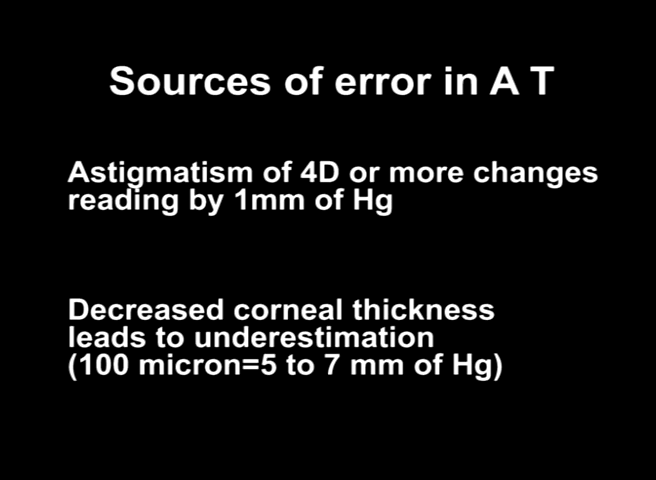 Sources of error in A T
Astigmatism of 4D or more changes
reading by 1mm of Hg
Decreased corneal thickness
leads to underestimation
(100 micron=5 to 7 mm of Hg)